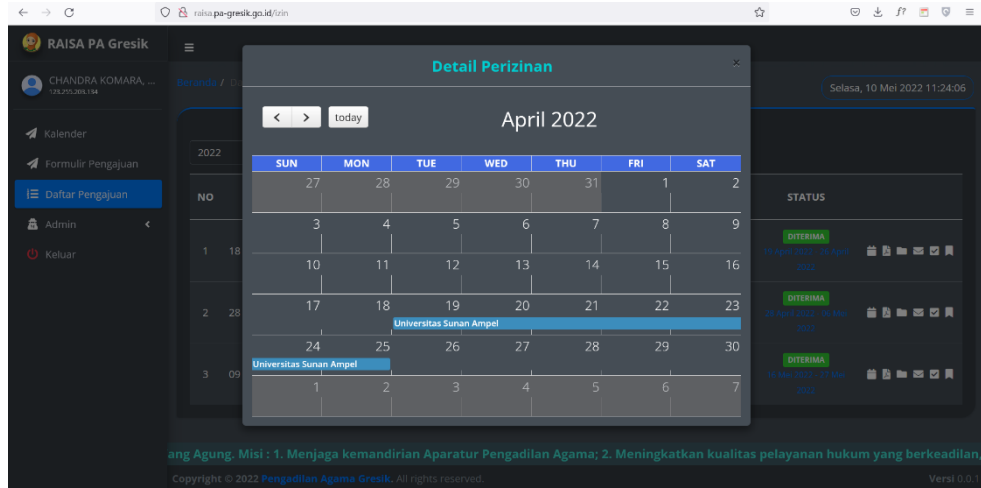 raisa.pa-gresik.go.id/izin
RAISA PA Gresik
CHANDRA KOMARA, ...
Beranda /
Selasa, 10 Mei 2022 11:24:06
Kalender
Formulir Pengajuan
Daftar Pengajuan
Admin
Keluar
2022
NO
STATUS
1 18
DITERIMA
2 28
DITERIMA
3 09
DITERIMA
Detail Perizinan
×
< > today
April 2022
SUN MON TUE WED THU FRI SAT
27 28 29 30 31 1 2
3 4 5 6 7 8 9
10 11 12 13 14 15 16
17 18 19 20 21 22 23
Universitas Sunan Ampel
24 25 26 27 28 29 30
Universitas Sunan Ampel
1 2 3 4 5 6 7
ang Agung. Misi : 1. Menjaga kemandirian Aparatur Pengadilan Agama; 2. Meningkatkan kualitas pelayanan hukum yang berkeadilan,
Copyright © 2022 Pengadilan Agama Gresik. All rights reserved.
Versi 0.0.1